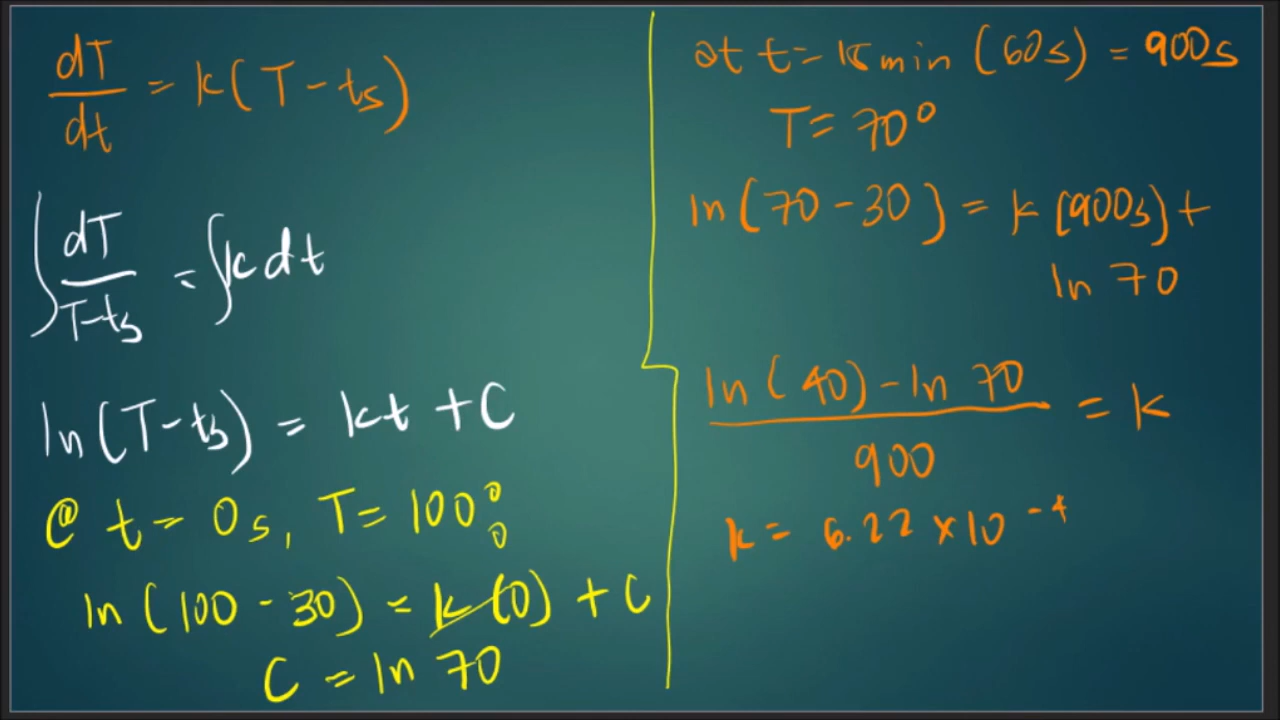 dT/dt = k(T - ts)
∫ dT/(T-ts) = ∫k dt
ln(T-ts) = kt + C
@ t = 0s, T = 100°
ln(100 - 30) = k(0) + C
C = ln 70
at t = 15 min (60s) = 900s
T = 70°
ln(70 - 30) = k(900s) +
ln 70
(ln(40) - ln 70)/900 = k
k = 6.22 x 10⁻⁴